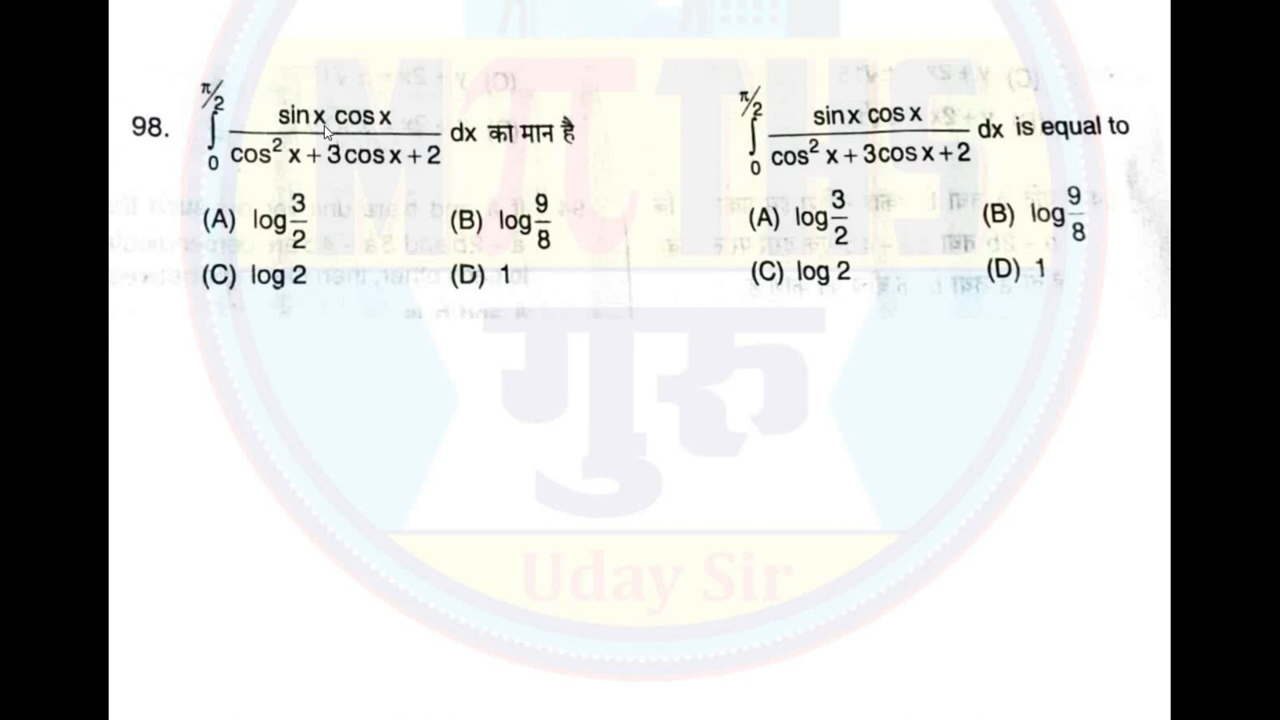 98. ∫₀^(π/2) (sin x cos x)/(cos² x + 3 cos x + 2) dx का मान है
(A) log 3/2 (B) log 9/8
(C) log 2 (D) 1
∫₀^(π/2) (sin x cos x)/(cos² x + 3 cos x + 2) dx is equal to
(A) log 3/2 (B) log 9/8
(C) log 2 (D) 1
MπTHS
गुरु
Uday Sir